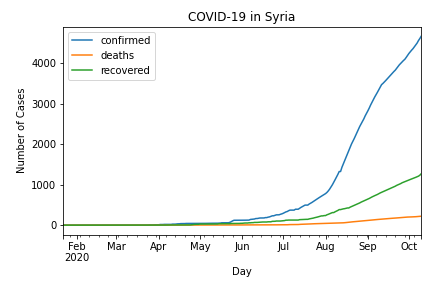 COVID-19 in Syria
confirmed
deaths
recovered
Number of Cases
4000
3000
2000
1000
0
Feb Mar Apr May Jun Jul Aug Sep Oct
2020
Day